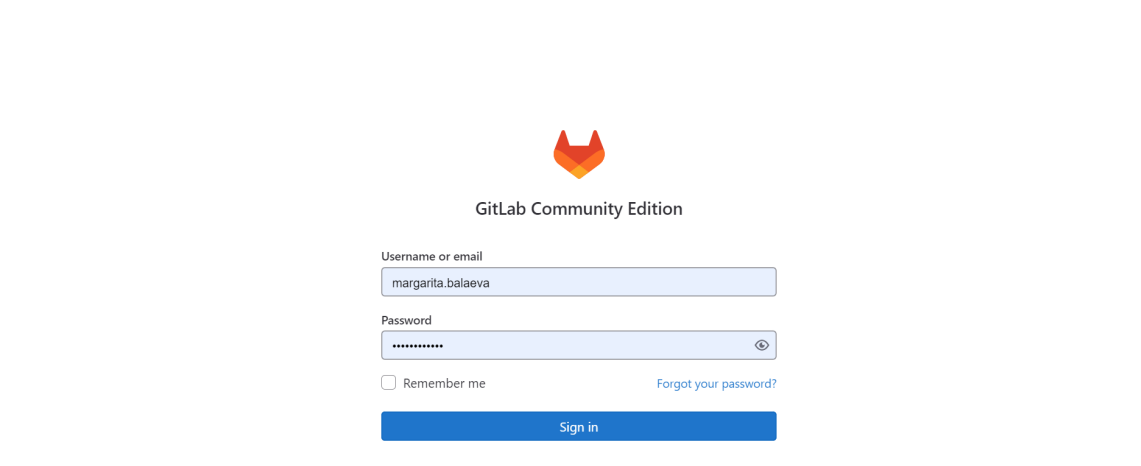 GitLab Community Edition
Username or email
margarita.balaeva
Password
••••••••••••
Remember me Forgot your password?
Sign in